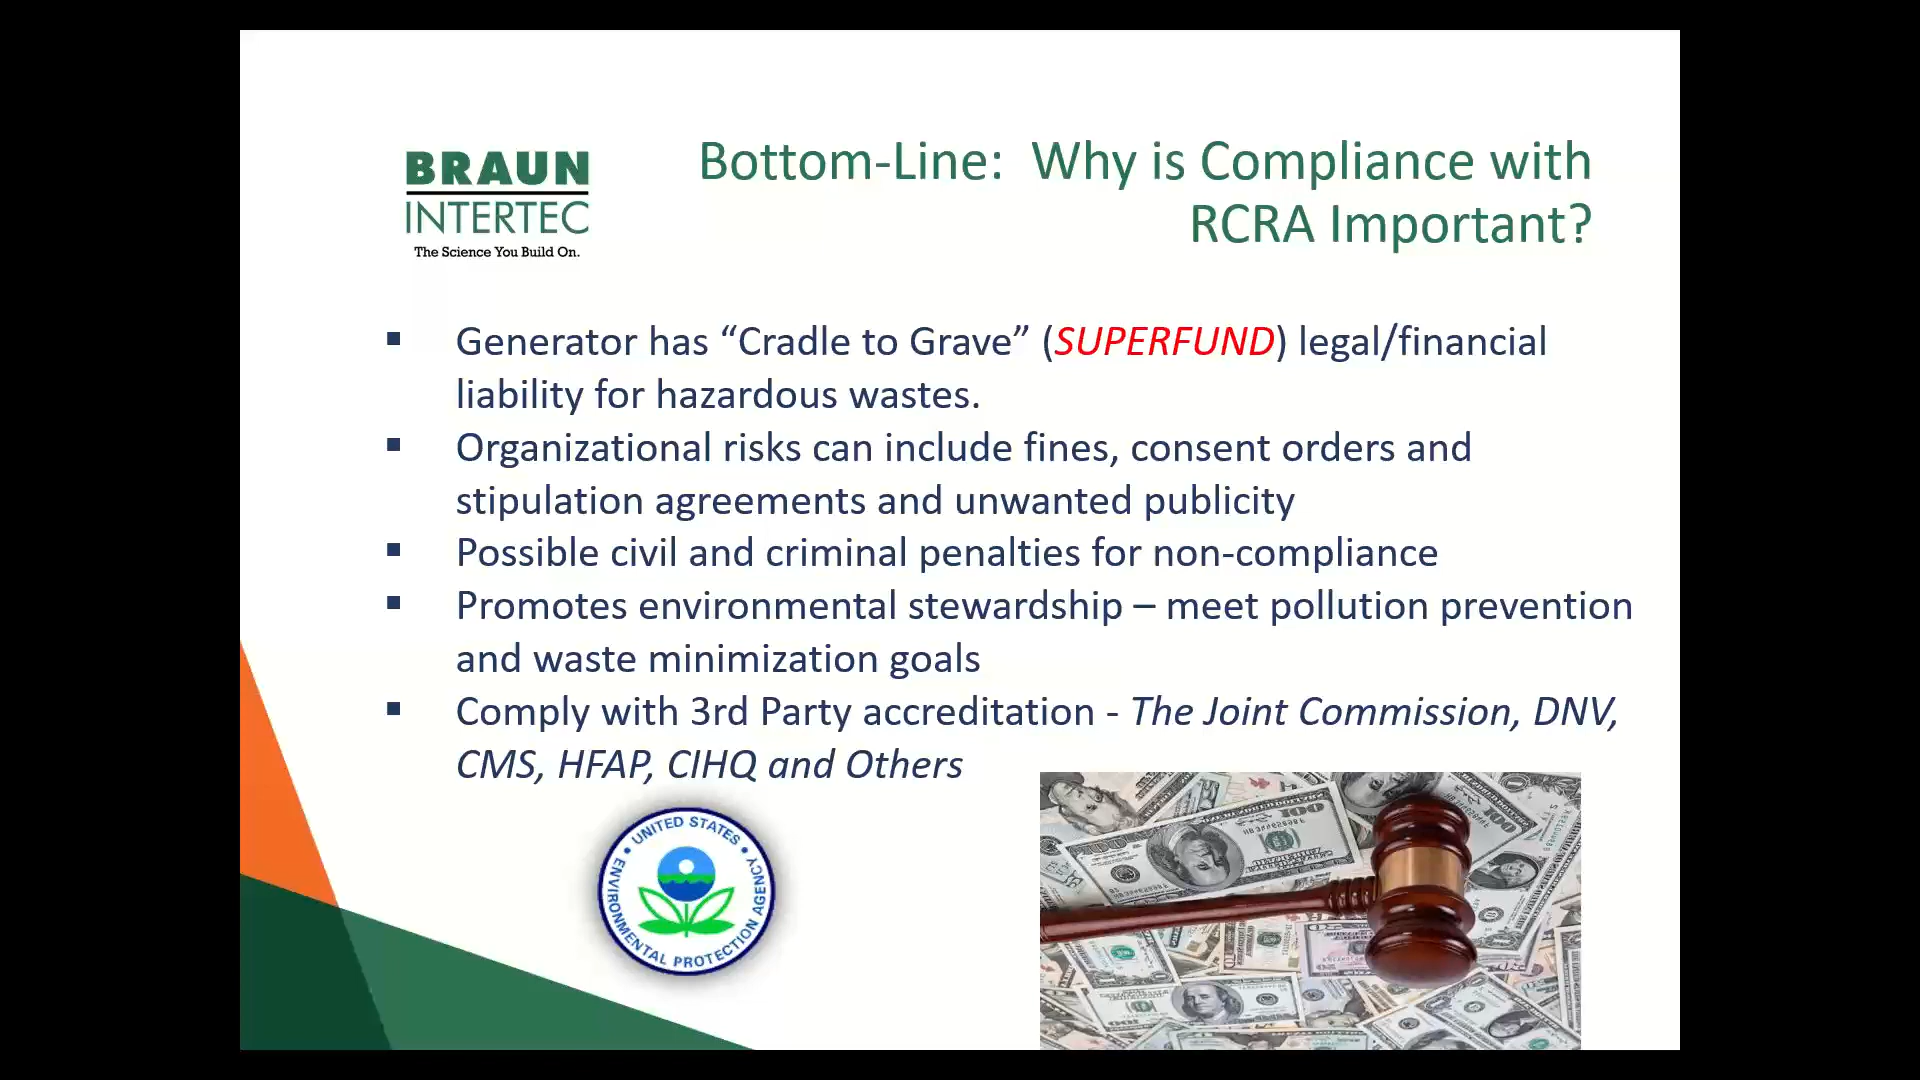 BRAUN
INTERTEC
The Science You Build On.
Bottom-Line: Why is Compliance with
RCRA Important?
▪ Generator has “Cradle to Grave” (SUPERFUND) legal/financial
liability for hazardous wastes.
▪ Organizational risks can include fines, consent orders and
stipulation agreements and unwanted publicity
▪ Possible civil and criminal penalties for non-compliance
▪ Promotes environmental stewardship – meet pollution prevention
and waste minimization goals
▪ Comply with 3rd Party accreditation - The Joint Commission, DNV,
CMS, HFAP, CIHQ and Others
UNITED STATES
ENVIRONMENTAL PROTECTION AGENCY
100
100
100